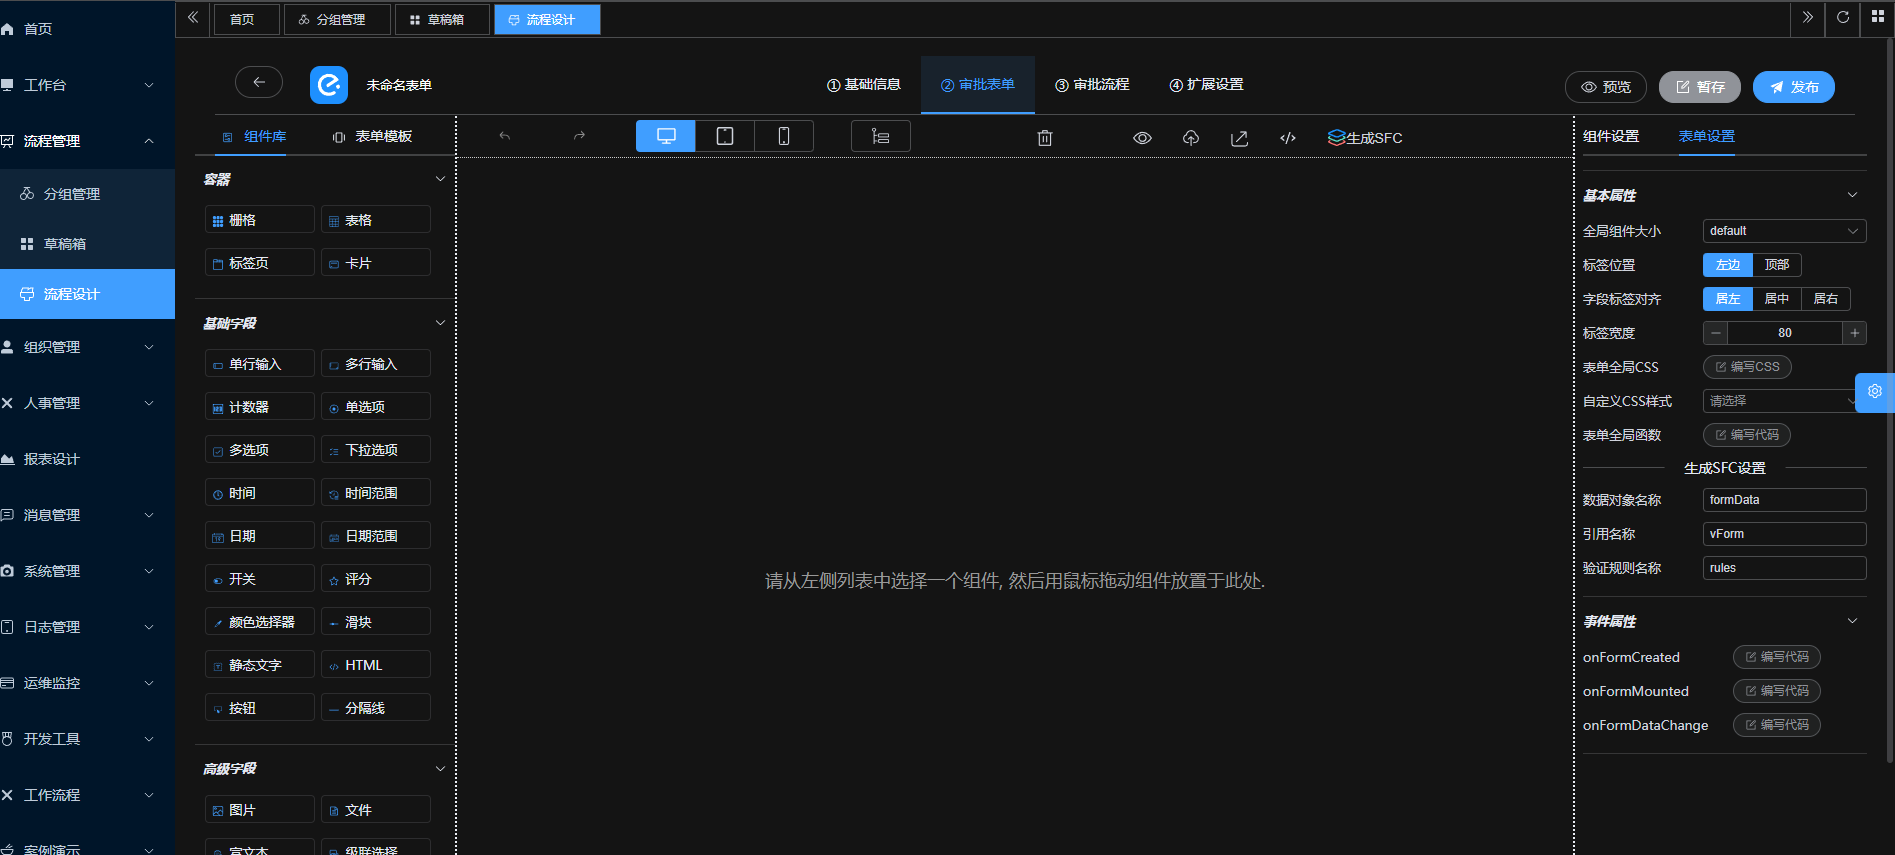 首页
工作台
流程管理
分组管理
草稿箱
流程设计
组织管理
人事管理
报表设计
消息管理
系统管理
日志管理
运维监控
开发工具
工作流程
案例演示
首页 分组管理 草稿箱 流程设计
未命名表单
① 基础信息 ② 审批表单 ③ 审批流程 ④ 扩展设置
预览 暂存 发布
组件库 表单模板
生成SFC
组件设置 表单设置
容器
栅格 表格
标签页 卡片
基础字段
单行输入 多行输入
计数器 单选项
多选项 下拉选项
时间 时间范围
日期 日期范围
开关 评分
颜色选择器 滑块
静态文字 HTML
按钮 分隔线
高级字段
图片 文件
富文本 级联选择
请从左侧列表中选择一个组件, 然后用鼠标拖动组件放置于此处.
基本属性
全局组件大小 default
标签位置 左边 顶部
字段标签对齐 居左 居中 居右
标签宽度 80
表单全局CSS 编写CSS
自定义CSS样式 请选择
表单全局函数 编写代码
生成SFC设置
数据对象名称 formData
引用名称 vForm
验证规则名称 rules
事件属性
onFormCreated 编写代码
onFormMounted 编写代码
onFormDataChange 编写代码